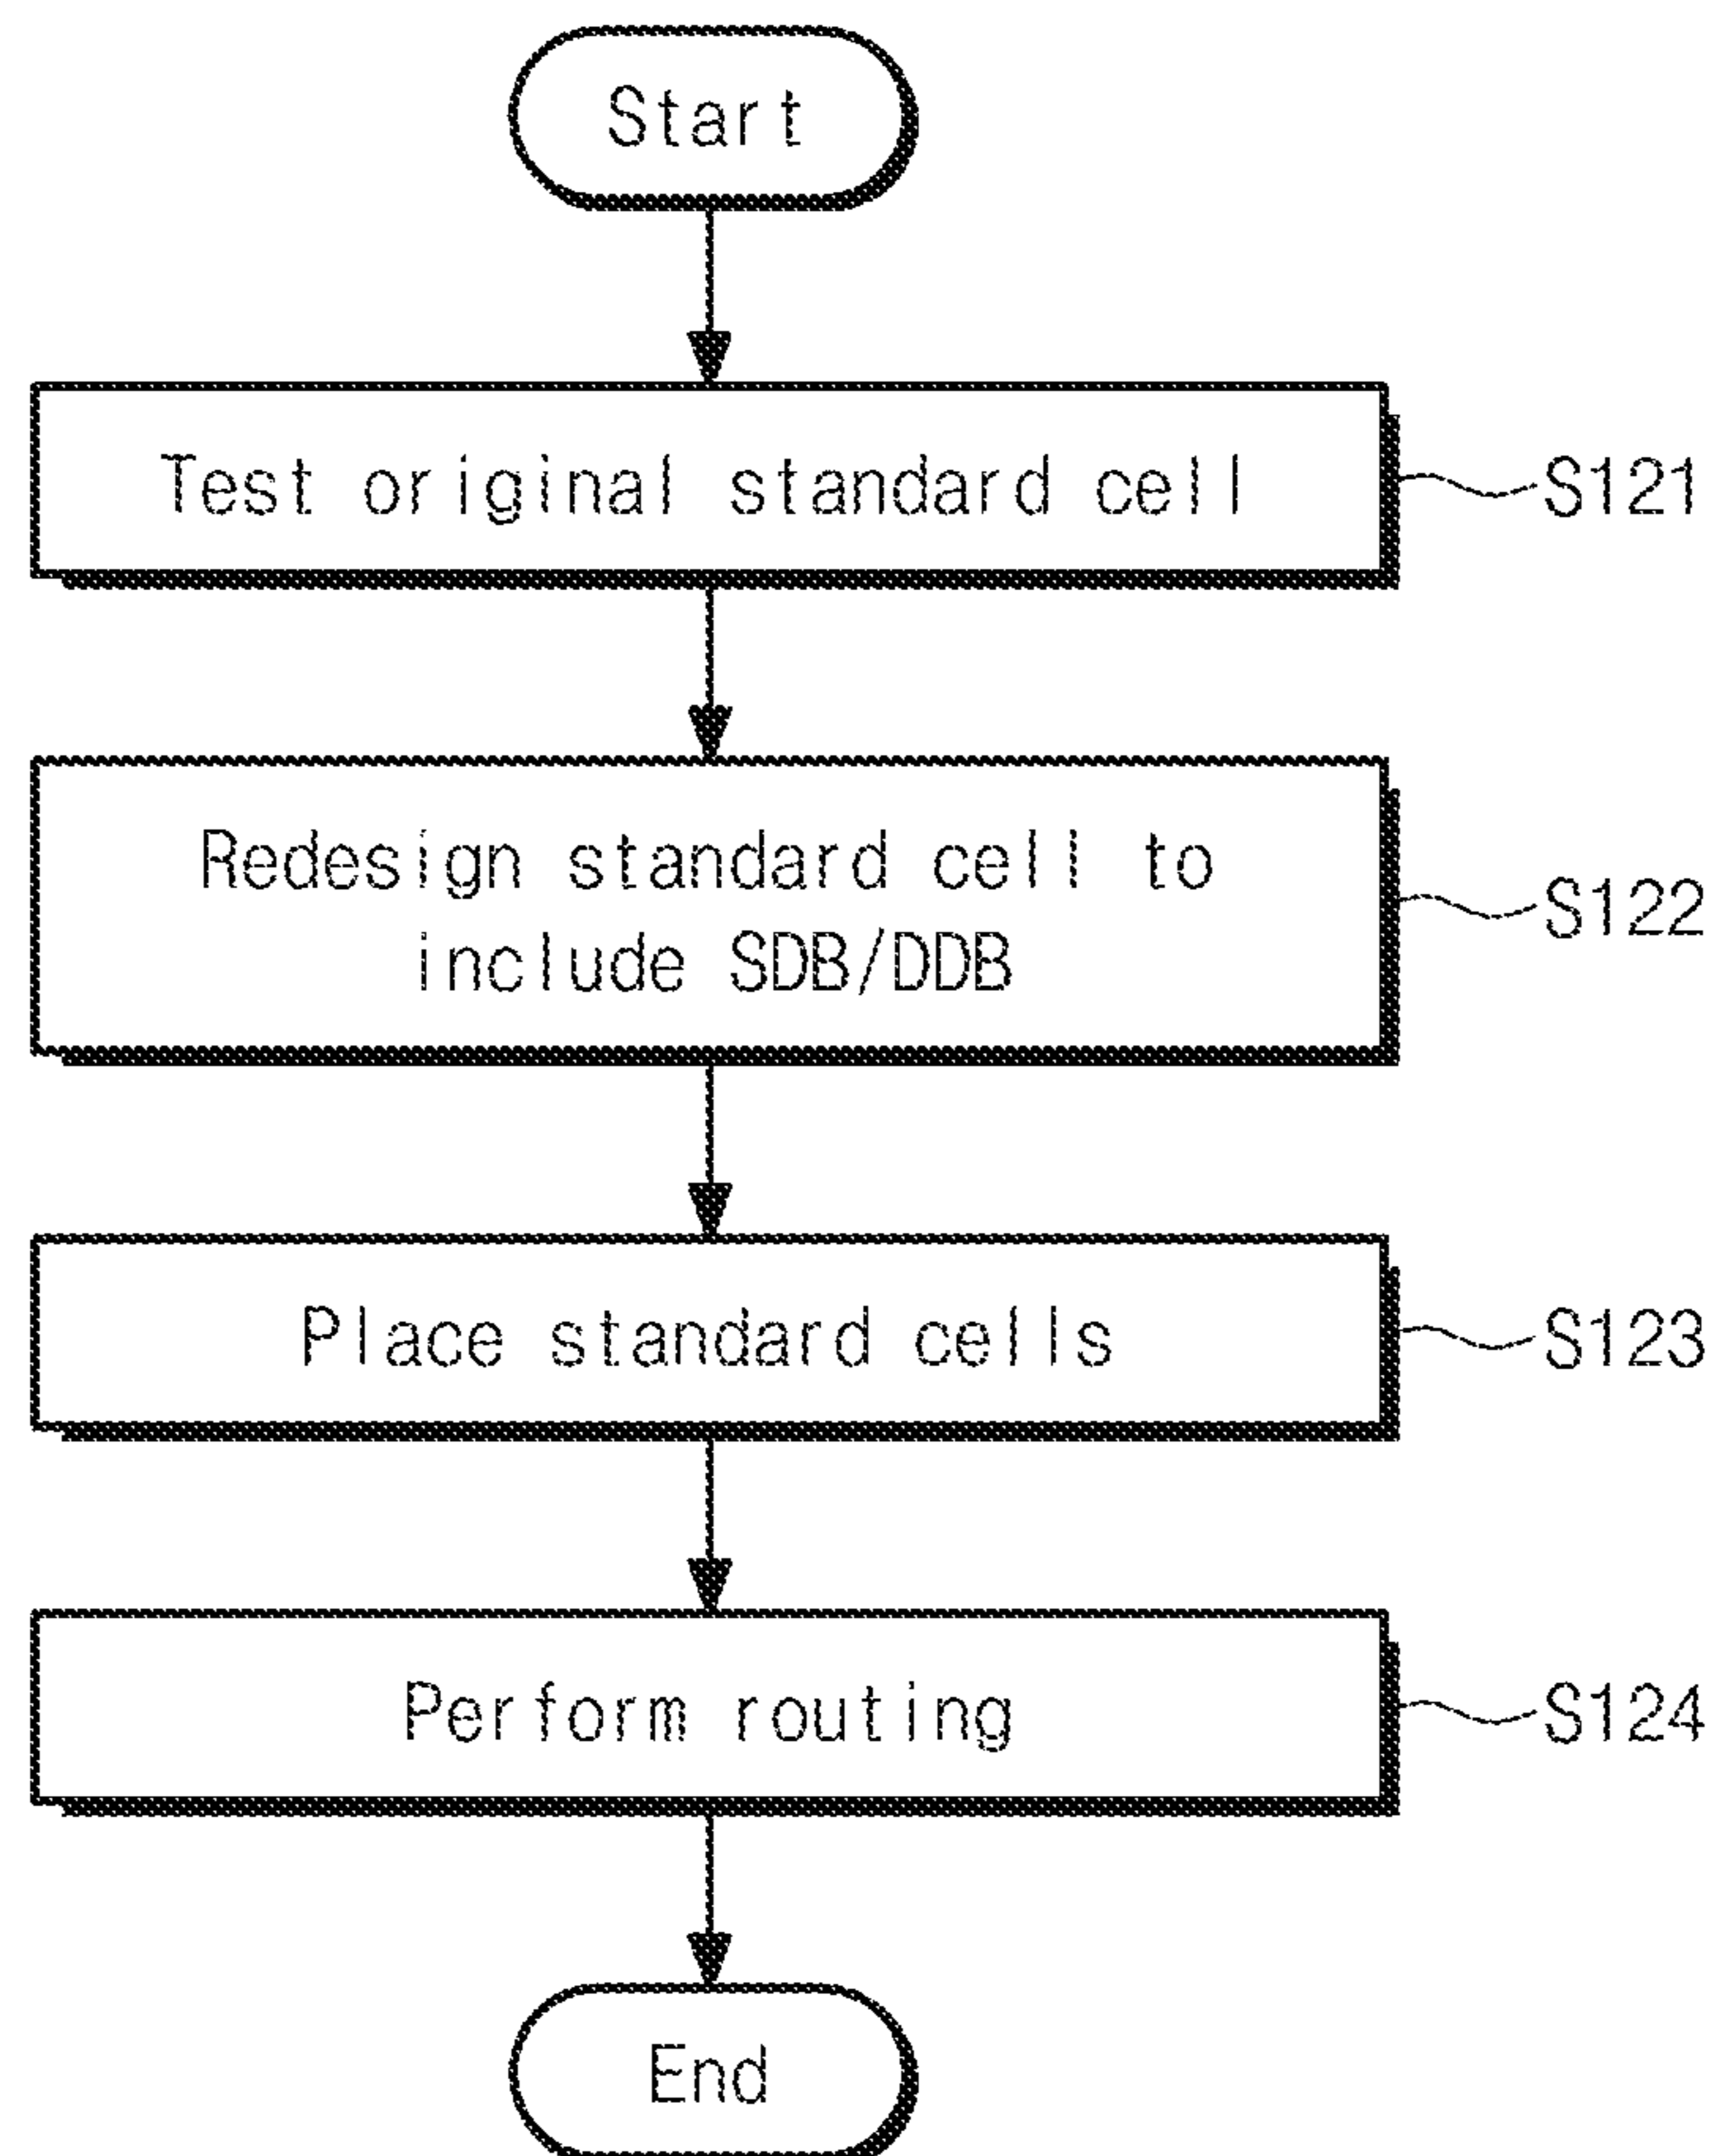 Start
Test original standard cell
S121
Redesign standard cell to
include SDB/DDB
S122
Place standard cells
S123
Perform routing
S124
End